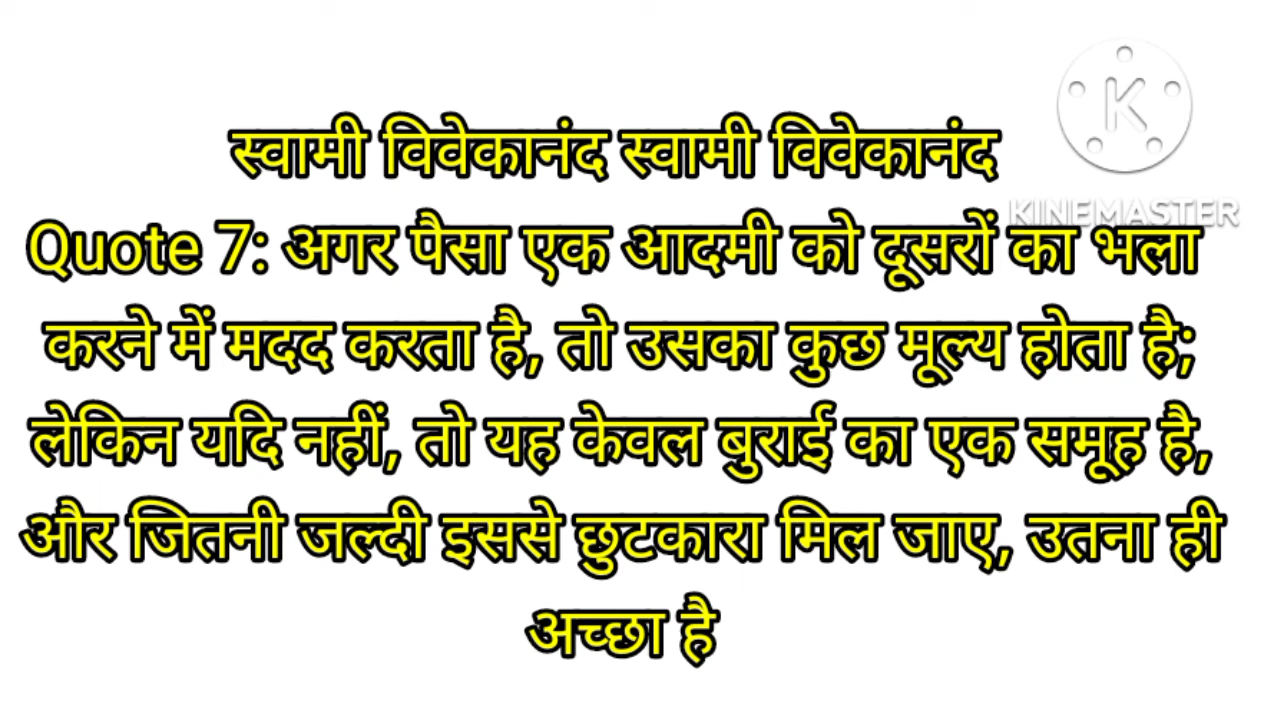 स्वामी विवेकानंद स्वामी विवेकानंद
K
KINEMASTER
Quote 7: अगर पैसा एक आदमी को दूसरों का भला
करने में मदद करता है, तो उसका कुछ मूल्य होता है;
लेकिन यदि नहीं, तो यह केवल बुराई का एक समूह है,
और जितनी जल्दी इससे छुटकारा मिल जाए, उतना ही
अच्छा है